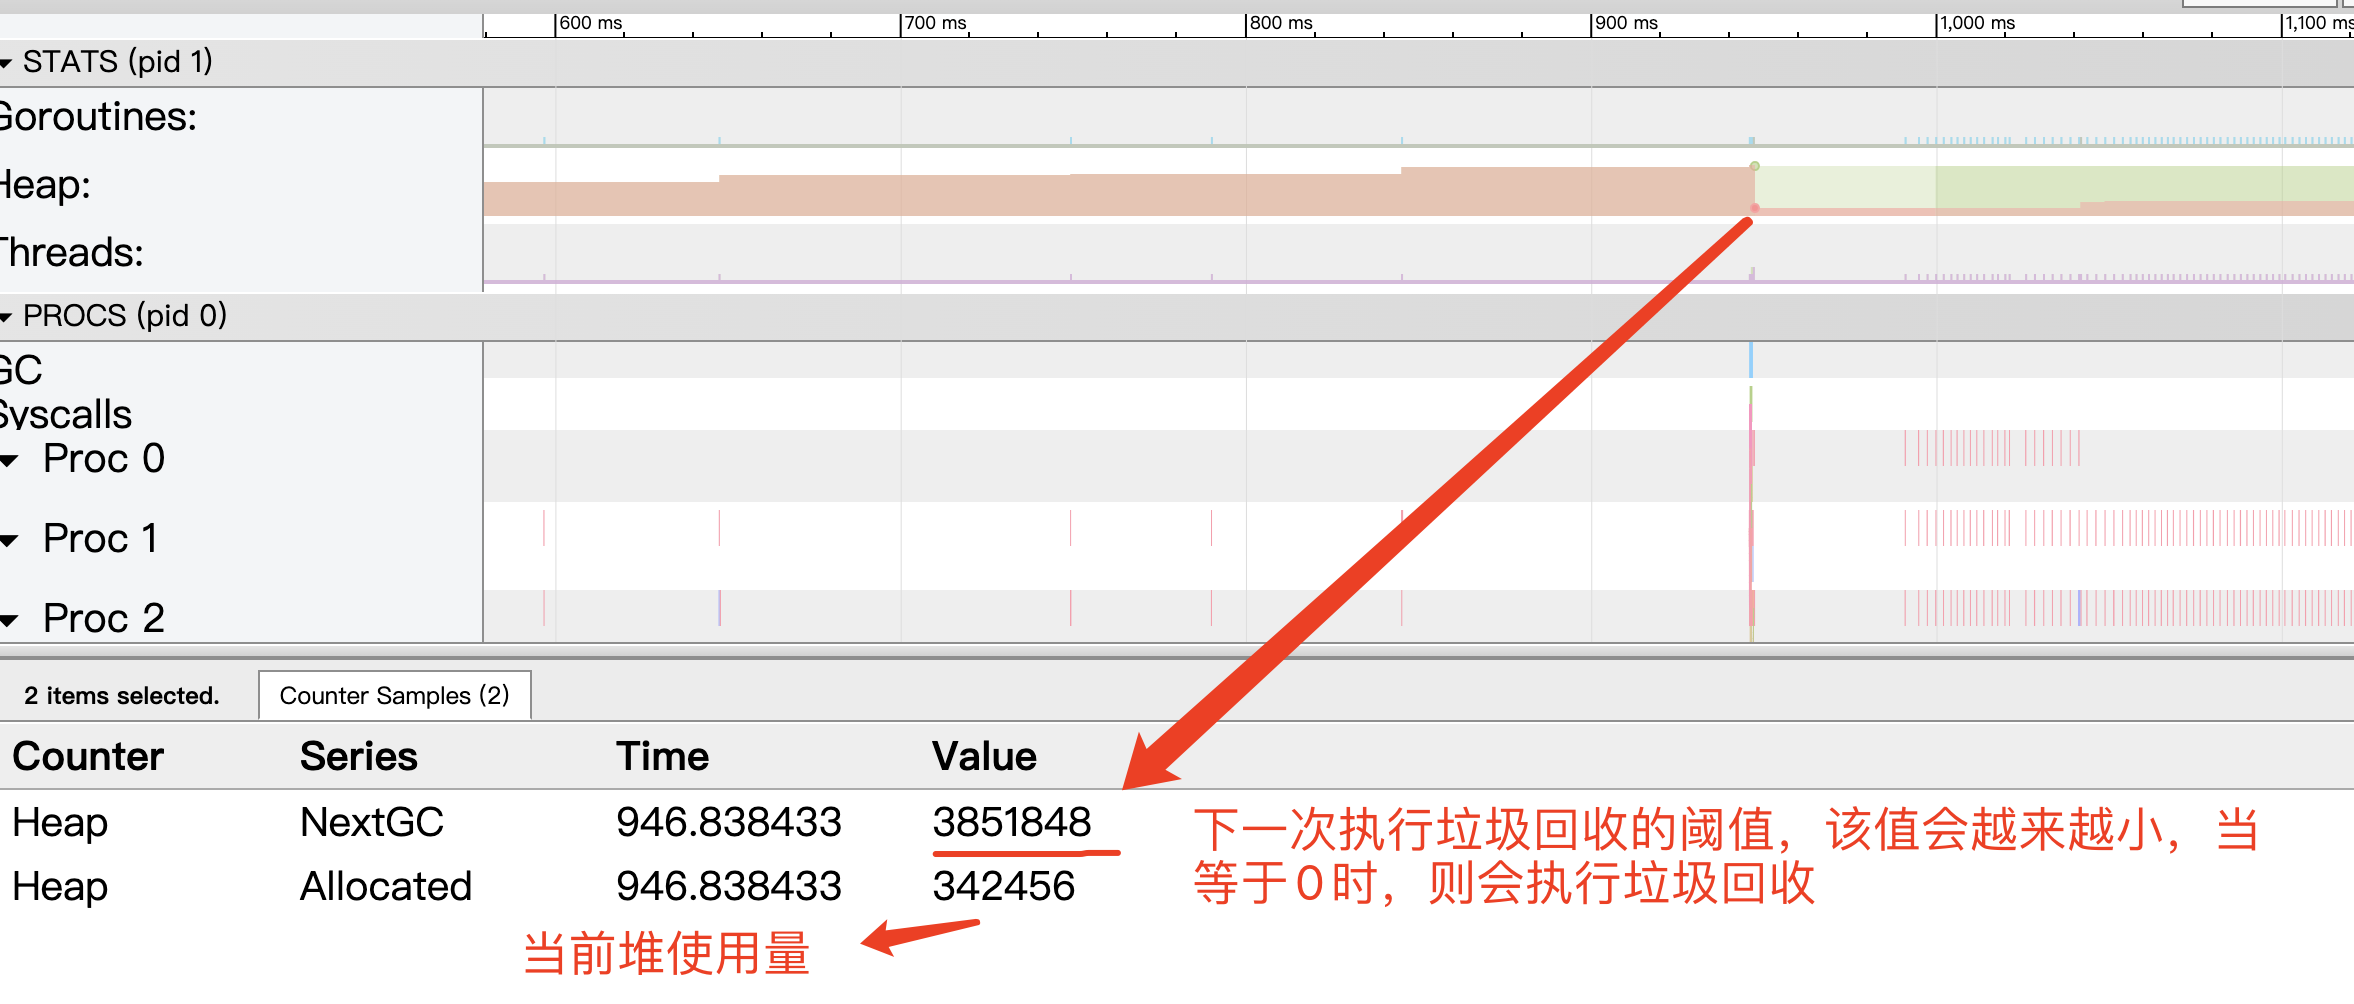 600 ms 700 ms 800 ms 900 ms 1,000 ms 1,100 ms
STATS (pid 1)
Goroutines:
Heap:
Threads:
PROCS (pid 0)
GC
Syscalls
Proc 0
Proc 1
Proc 2
2 items selected. Counter Samples (2)
Counter Series Time Value
Heap NextGC 946.838433 3851848
Heap Allocated 946.838433 342456
下一次执行垃圾回收的阈值，该值会越来越小，当
等于0时，则会执行垃圾回收
当前堆使用量